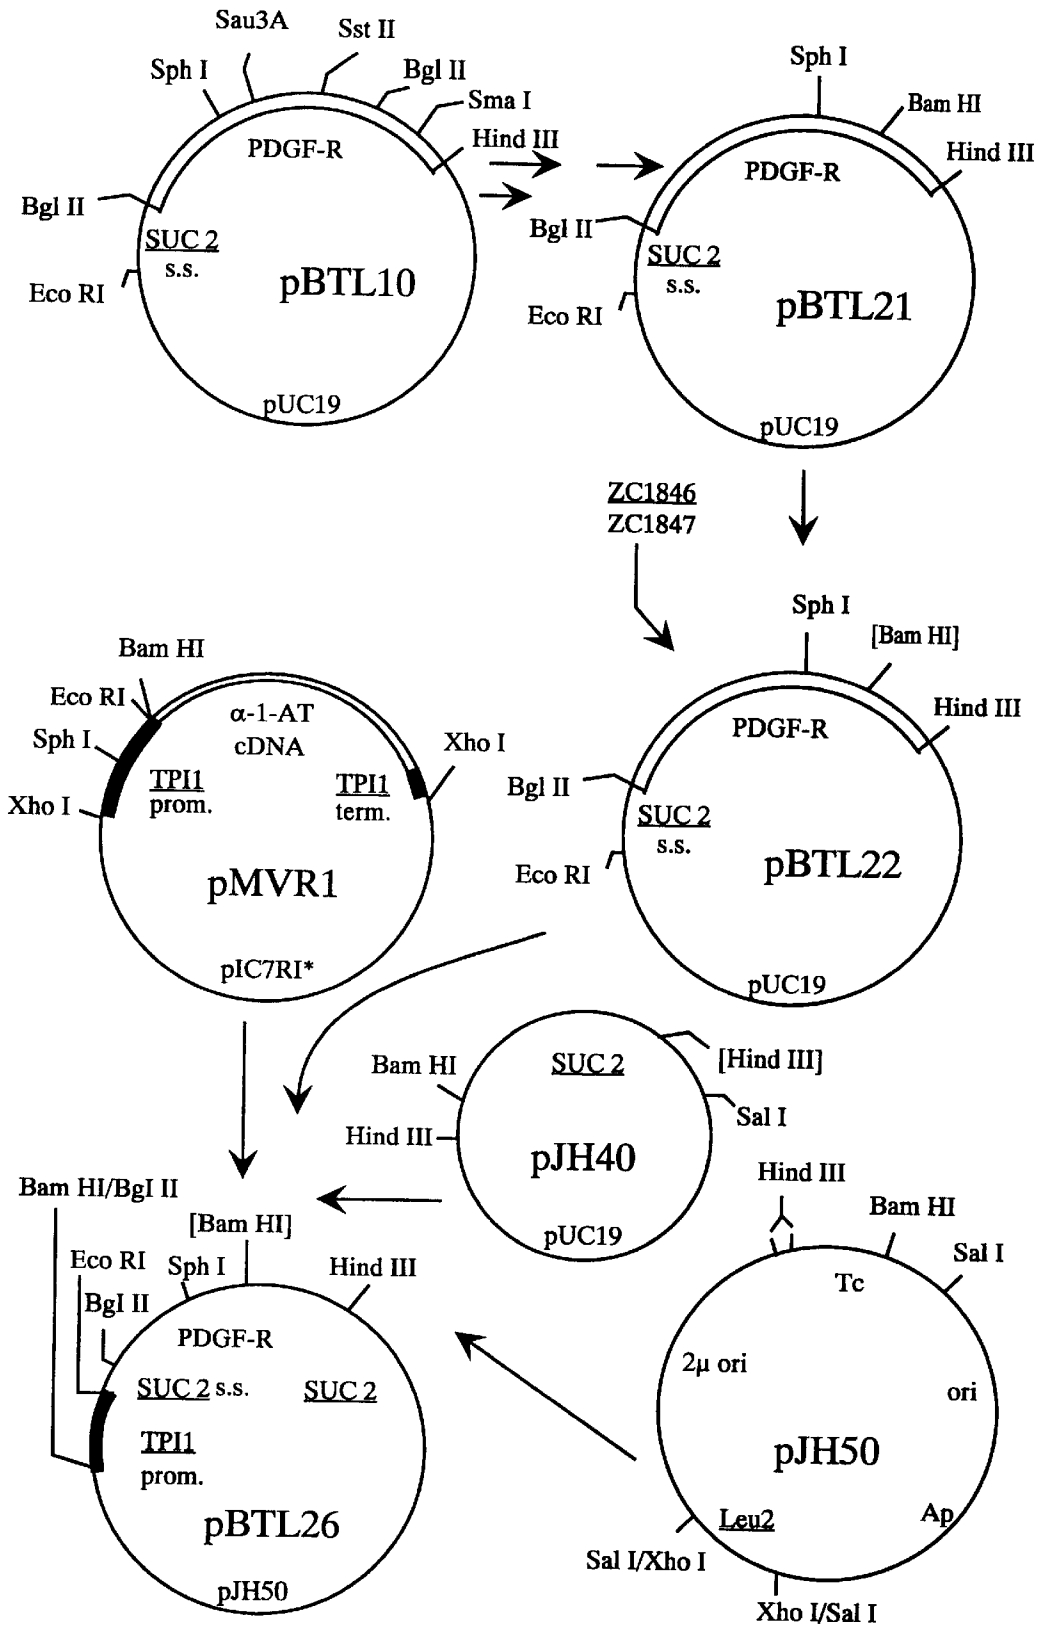 Sau3A
Sst II
Sph I
Bgl II
Sma I
Hind III
PDGF-R
Bgl II
SUC 2
s.s.
Eco RI
pBTL10
pUC19
Sph I
Bam HI
Hind III
PDGF-R
Bgl II
SUC 2
s.s.
Eco RI
pBTL21
pUC19
ZC1846
ZC1847
Sph I
[Bam HI]
Hind III
PDGF-R
Bgl II
SUC 2
s.s.
Eco RI
pBTL22
pUC19
Bam HI
Eco RI
Sph I
Xho I
α-1-AT
cDNA
Xho I
TPI1
prom.
TPI1
term.
pMVR1
pIC7RI*
SUC 2
[Hind III]
Bam HI
Sal I
Hind III
pJH40
pUC19
Bam HI/BgI II
[Bam HI]
Eco RI
Sph I
Hind III
BgI II
PDGF-R
SUC 2 s.s.
SUC 2
TPI1
prom.
pBTL26
pJH50
Hind III
Bam HI
Sal I
Tc
2μ ori
ori
pJH50
Leu2
Ap
Sal I/Xho I
Xho I/Sal I